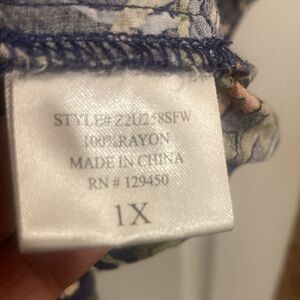 STYLE# Z2U258SFW
100%RAYON
MADE IN CHINA
RN # 129450
1X